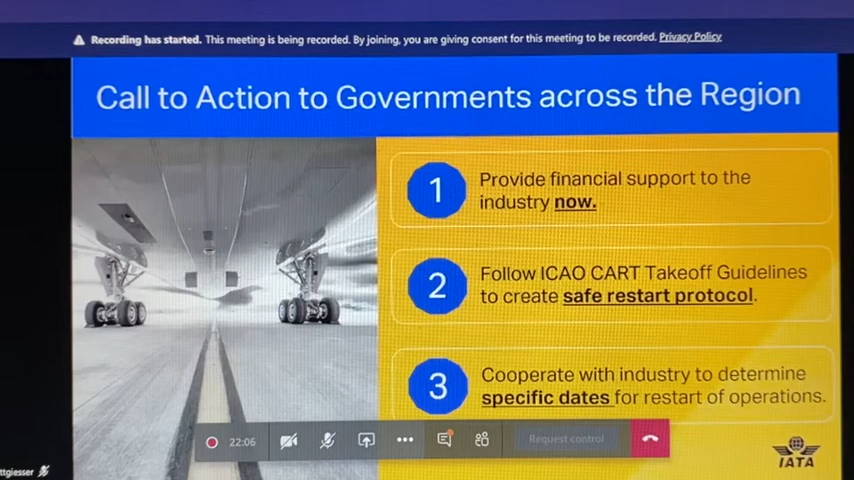 Recording has started. This meeting is being recorded. By joining, you are giving consent for this meeting to be recorded. Privacy Policy
Call to Action to Governments across the Region
1
Provide financial support to the
industry now.
2
Follow ICAO CART Takeoff Guidelines
to create safe restart protocol.
3
Cooperate with industry to determine
specific dates for restart of operations.
22:06
Request control
ttgiesser
IATA